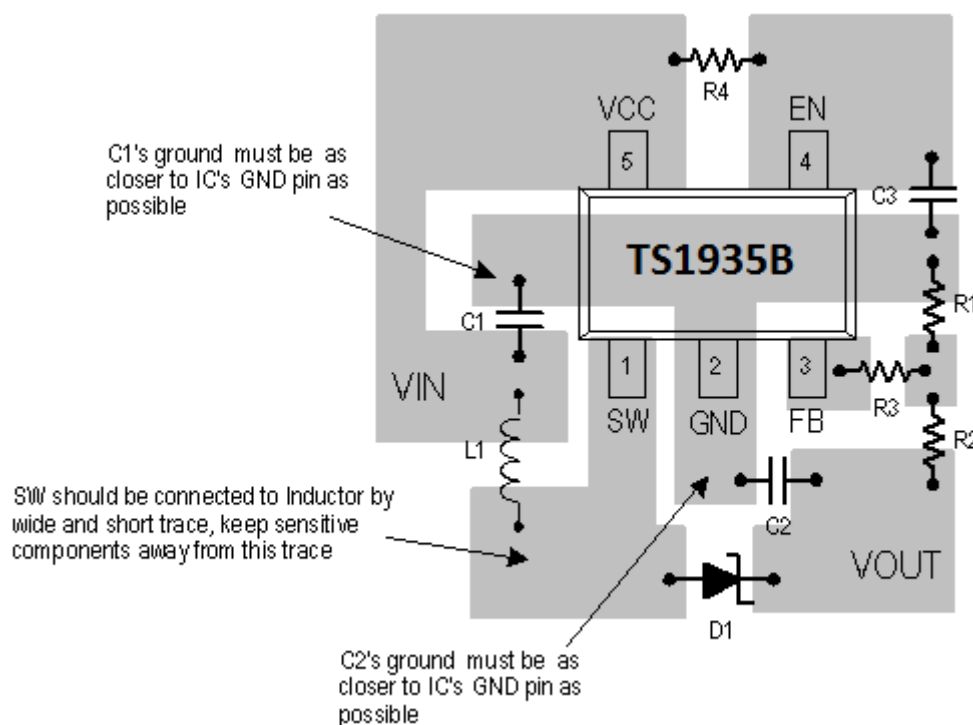 R4
VCC
EN
5
4
C1's ground must be as
closer to IC's GND pin as
possible
C3
TS1935B
R1
C1
VIN
1
2
3
R3
SW
GND
FB
L1
R2
SW should be connected to Inductor by
wide and short trace, keep sensitive
components away from this trace
C2
VOUT
D1
C2's ground must be as
closer to IC's GND pin as
possible